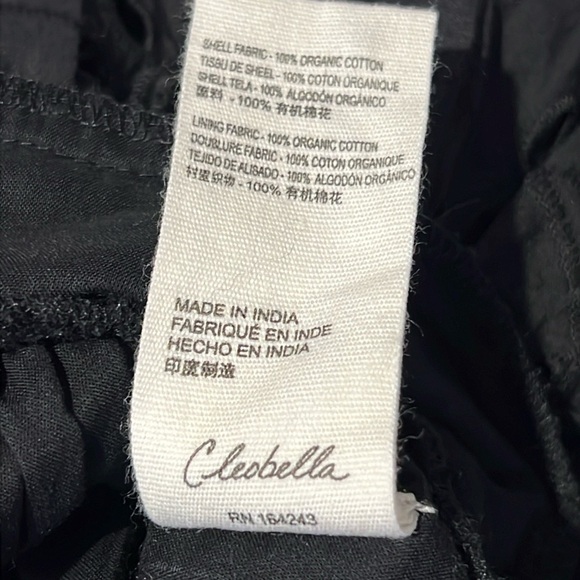 SHELL FABRIC - 100% ORGANIC COTTON
TISSU DE SHEEL - 100% COTON ORGANIQUE
SHELL TELA - 100% ALGODÓN ORGÁNICO
原料 - 100% 有机棉花
LINING FABRIC - 100% ORGANIC COTTON
DOUBLURE FABRIC - 100% COTON ORGANIQUE
TEJIDO DE ALISADO - 100% ALGODÓN ORGÁNICO
衬里织物 - 100% 有机棉花
MADE IN INDIA
FABRIQUÉ EN INDE
HECHO EN INDIA
印度制造
Cleobella
RN 164243